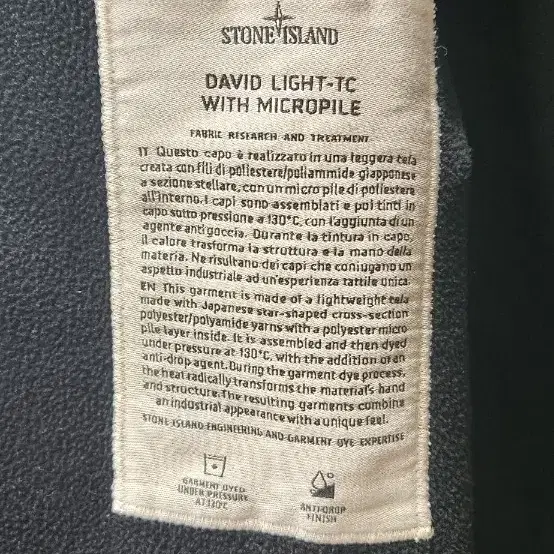 STONE ISLAND
DAVID LIGHT-TC
WITH MICROPILE
FABRIC RESEARCH AND TREATMENT
IT Questo capo è realizzato in una leggera tela
creata con fili di poliestere/poliammide giapponese
a sezione stellare, con un micro pile di poliestere
all'interno. I capi sono assemblati e poi tinti in
capo sotto pressione a 130°C, con l'aggiunta di un
agente anti goccia. Durante la tintura in capo,
il calore trasforma la struttura e la mano della
materia. Ne risultano dei capi che coniugano un
aspetto industriale ad un'esperienza tattile unica.
EN This garment is made of a lightweight tela
made with Japanese star-shaped cross-section
polyester/polyamide yarns with a polyester micro
pile layer inside. It is assembled and then dyed
under pressure at 130°C, with the addition of an
anti-drop agent. During the garment dye process,
the heat radically transforms the material's hand
and structure. The resulting garments combine
an industrial appearance with a unique feel.
STONE ISLAND ENGINEERING AND GARMENT DYE EXPERTISE
GARMENT DYED
UNDER PRESSURE
AT 130°C
ANTI-DROP
FINISH